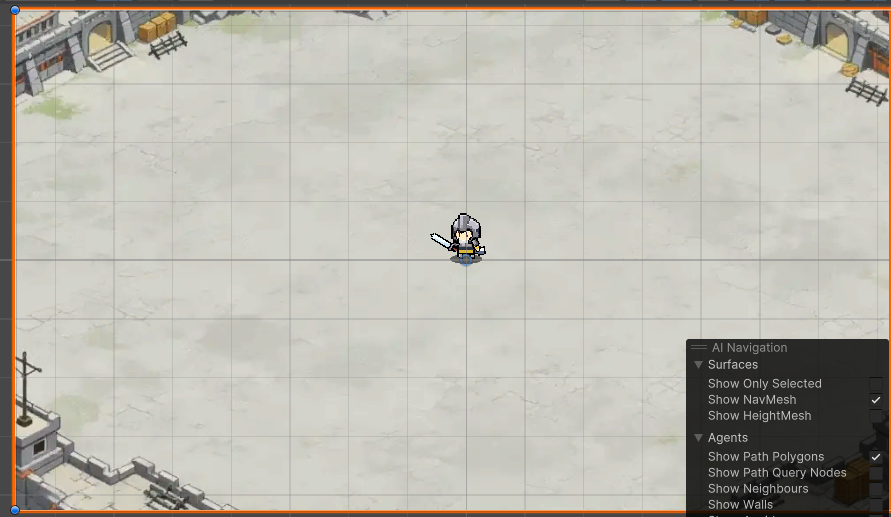 AI Navigation
Surfaces
Show Only Selected
Show NavMesh
Show HeightMesh
Agents
Show Path Polygons
Show Path Query Nodes
Show Neighbours
Show Walls